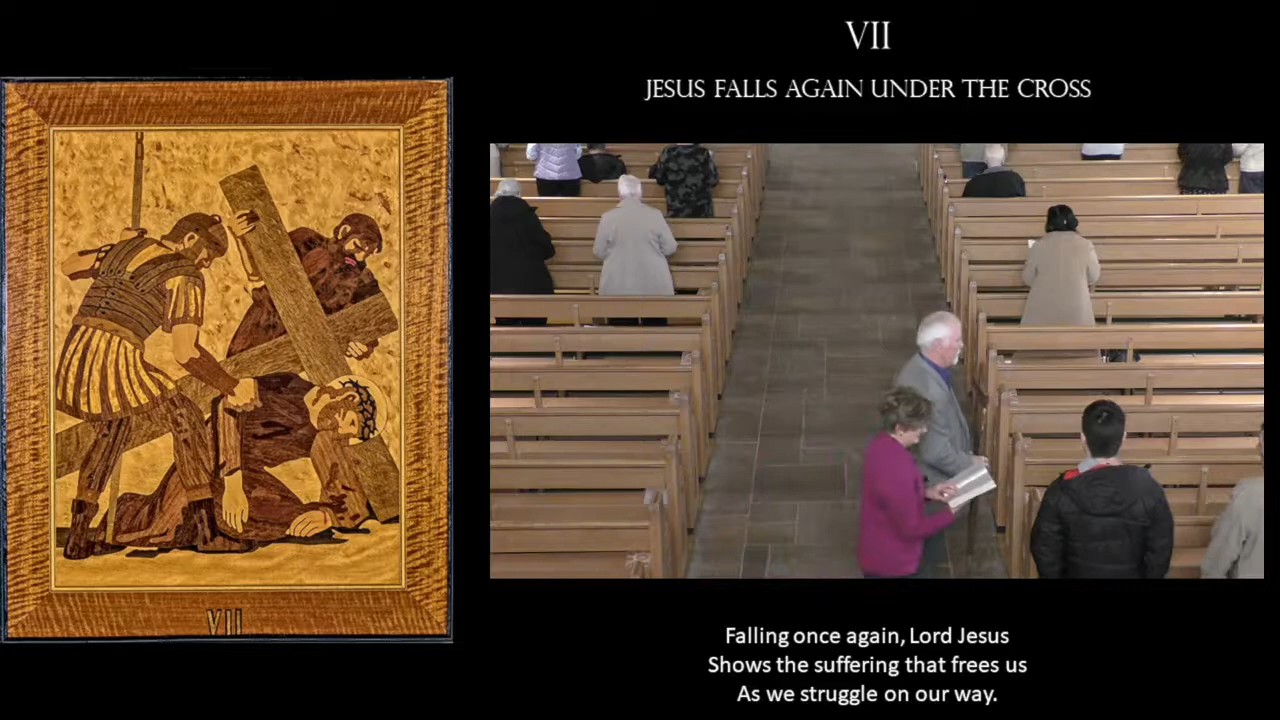 VII
JESUS FALLS AGAIN UNDER THE CROSS
VII
Falling once again, Lord Jesus
Shows the suffering that frees us
As we struggle on our way.